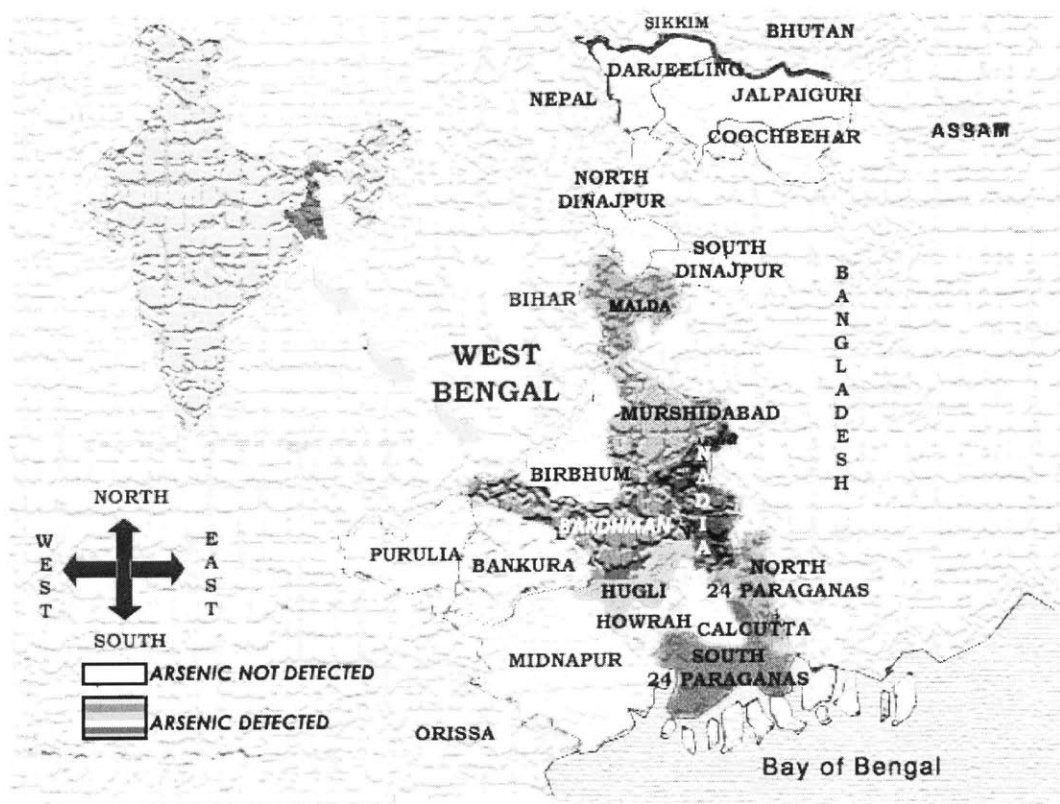 SIKKIM
BHUTAN
DARJEELING
NEPAL
JALPAIGURI
COOCHBEHAR
ASSAM
NORTH
DINAJPUR
SOUTH
DINAJPUR
BIHAR
MALDA
BANGLADESH
WEST
BENGAL
MURSHIDABAD
BIRBHUM
NADIA
BARDHMAN
PURULIA
BANKURA
HUGLI
NORTH
24 PARAGANAS
HOWRAH
CALCUTTA
MIDNAPUR
SOUTH
24 PARAGANAS
ORISSA
Bay of Bengal
NORTH
WEST
EAST
SOUTH
ARSENIC NOT DETECTED
ARSENIC DETECTED